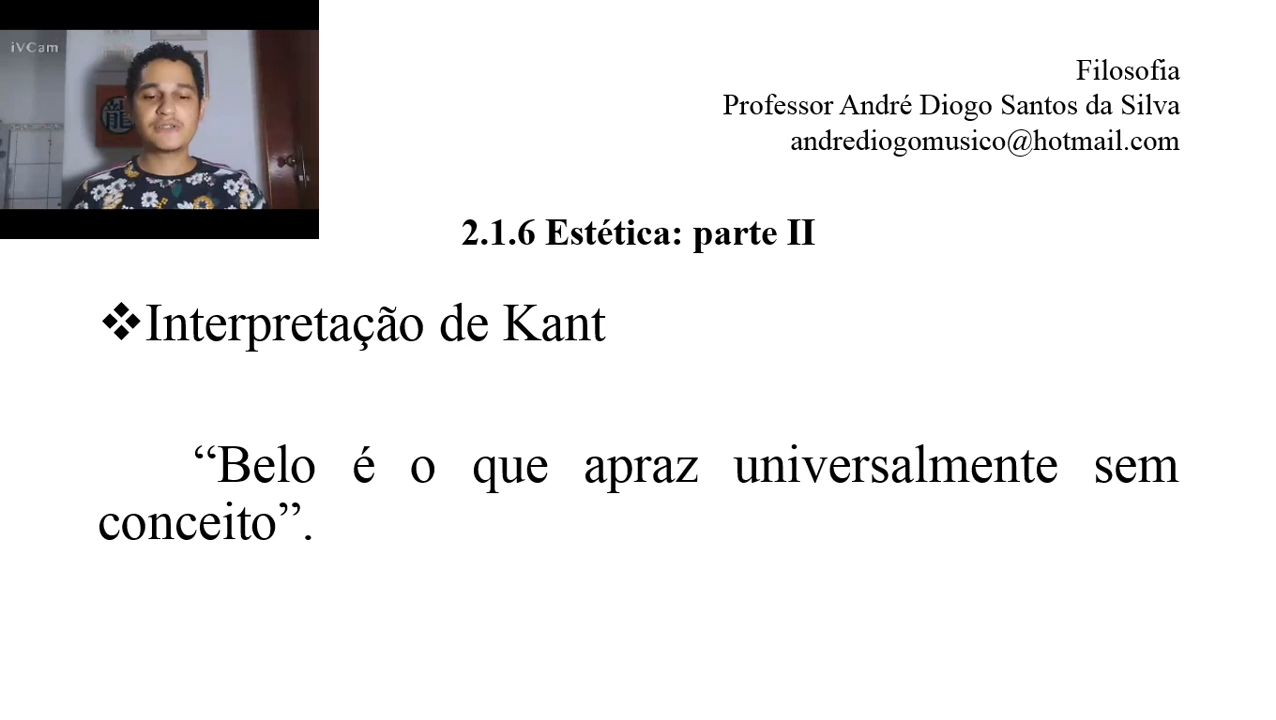 iVCam
Filosofia
Professor André Diogo Santos da Silva
andrediogomusico@hotmail.com
2.1.6 Estética: parte II
❖Interpretação de Kant
“Belo é o que apraz universalmente sem
conceito”.